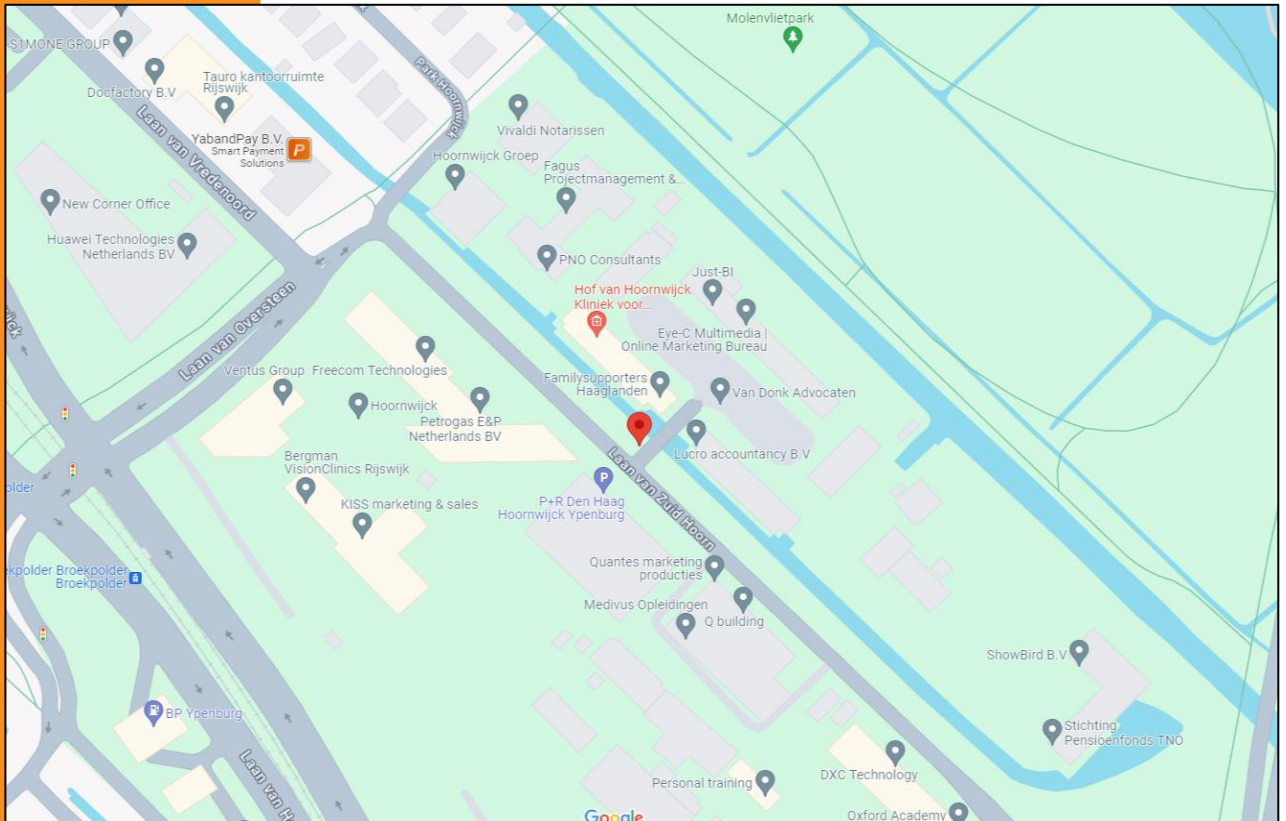 Molenvlietpark
S1MONE GROUP
Docfactory B.V
Tauro kantoorruimte
Rijswijk
Park Hoornwijck
Laan van Vredenoord
YabandPay B.V.
Smart Payment
Solutions
P
Vivaldi Notarissen
Hoornwijck Groep
Fagus
Projectmanagement &...
New Corner Office
Huawei Technologies
Netherlands BV
PNO Consultants
Just-BI
Hof van Hoornwijck
Kliniek voor...
Eye-C Multimedia |
Online Marketing Bureau
Laan van Oversteen
Ventus Group
Freecom Technologies
Familysupporters
Haaglanden
Van Donk Advocaten
Hoornwijck
Petrogas E&P
Netherlands BV
Lucro accountancy B.V
Laan van Zuid Hoorn
Bergman
VisionClinics Rijswijk
KISS marketing & sales
P
P+R Den Haag
Hoornwijck Ypenburg
Quantes marketing
producties
Medivus Opleidingen
Q building
Broekpolder
Broekpolder
ShowBird B.V
BP Ypenburg
Stichting
Pensioenfonds TNO
Laan van H
Personal training
DXC Technology
Oxford Academy
Google